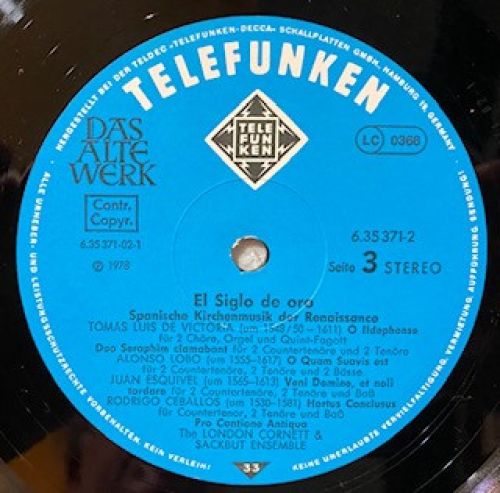 HERGESTELLT BEI DER TELDEC »TELEFUNKEN-DECCA« SCHALLPLATTEN GMBH, HAMBURG 19, GERMANY
TELEFUNKEN
TELE
FUN
KEN
DAS
ALTE
WERK
LC 0366
Contr.
Copyr.
6.35371-02-1
℗ 1978
6.35371-2
Seite 3 STEREO
El Siglo de oro
Spanische Kirchenmusik der Renaissance
TOMAS LUIS DE VICTORIA (um 1548/50 - 1611) O Ildephonse
für 2 Chöre, Orgel und Quint-Fagott
Duo Seraphim clamabant für 2 Countertenöre und 2 Tenöre
ALONSO LOBO (um 1555-1617) O Quam Suavis est
für 2 Countertenöre, 2 Tenöre und 2 Bässe
JUAN ESQUIVEL (um 1565-1613) Veni Domine, et noli
tardare für 2 Countertenöre, 2 Tenöre und Baß
RODRIGO CEBALLOS (um 1530-1581) Hortus Conclusus
für Countertenor, 2 Tenöre und Baß
Pro Cantione Antiqua
The LONDON CORNETT &
SACKBUT ENSEMBLE
33
ALLE URHEBER- UND LEISTUNGSSCHUTZRECHTE VORBEHALTEN KEIN VERLEIH!
KEINE UNERLAUBTE VERVIELFÄLTIGUNG, VERMIETUNG, AUFFÜHRUNG, SENDUNG!